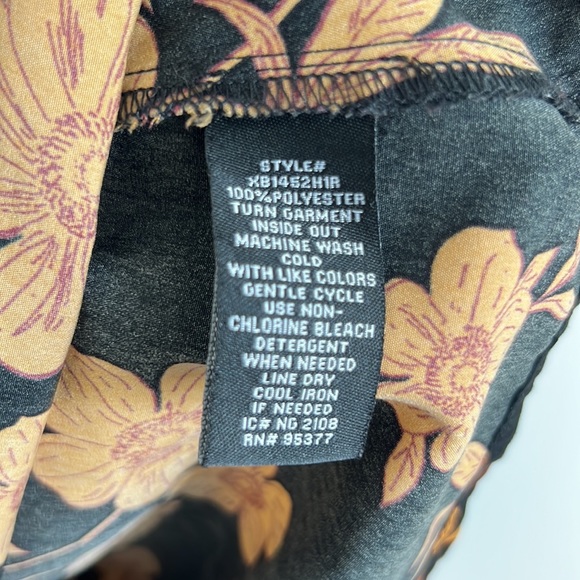 STYLE#
XB1452H1R
100%POLYESTER
TURN GARMENT
INSIDE OUT
MACHINE WASH
COLD
WITH LIKE COLORS
GENTLE CYCLE
USE NON-
CHLORINE BLEACH
DETERGENT
WHEN NEEDED
LINE DRY
COOL IRON
IF NEEDED
IC# NG 2108
RN# 95377